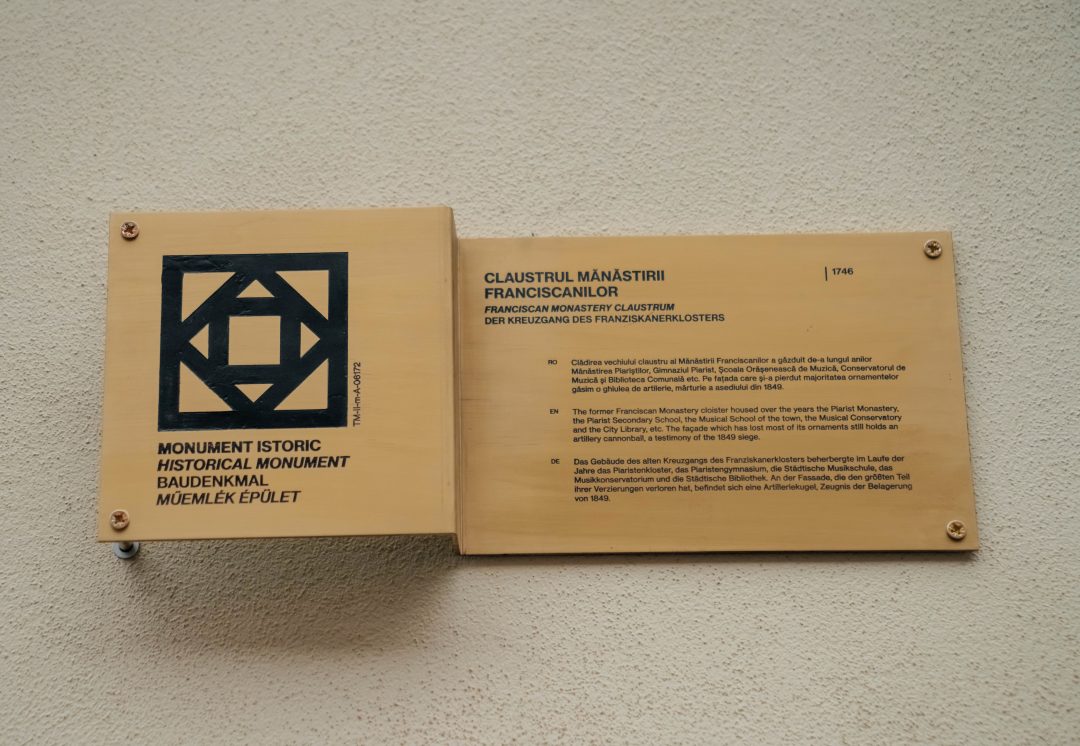 TM-II-m-A-06172
MONUMENT ISTORIC
HISTORICAL MONUMENT
BAUDENKMAL
MŰEMLÉK ÉPÜLET
CLAUSTRUL MĂNĂSTIRII
FRANCISCANILOR
FRANCISCAN MONASTERY CLAUSTRUM
DER KREUZGANG DES FRANZISKANERKLOSTERS
| 1746
RO Clădirea vechiului claustru al Mănăstirii Franciscanilor a găzduit de-a lungul anilor
Mănăstirea Piariștilor, Gimnaziul Piarist, Școala Orășenească de Muzică, Conservatorul de
Muzică și Biblioteca Comunală etc. Pe fațada care și-a pierdut majoritatea ornamentelor
găsim o ghiulea de artilerie, mărturie a asediului din 1849.
EN The former Franciscan Monastery cloister housed over the years the Piarist Monastery,
the Piarist Secondary School, the Musical School of the town, the Musical Conservatory
and the City Library, etc. The façade which has lost most of its ornaments still holds an
artillery cannonball, a testimony of the 1849 siege.
DE Das Gebäude des alten Kreuzgangs des Franziskanerklosters beherbergte im Laufe der
Jahre das Piaristenkloster, das Piaristengymnasium, die Städtische Musikschule, das
Musikkonservatorium und die Städtische Bibliothek. An der Fassade, die den größten Teil
ihrer Verzierungen verloren hat, befindet sich eine Artilleriekugel, Zeugnis der Belagerung
von 1849.